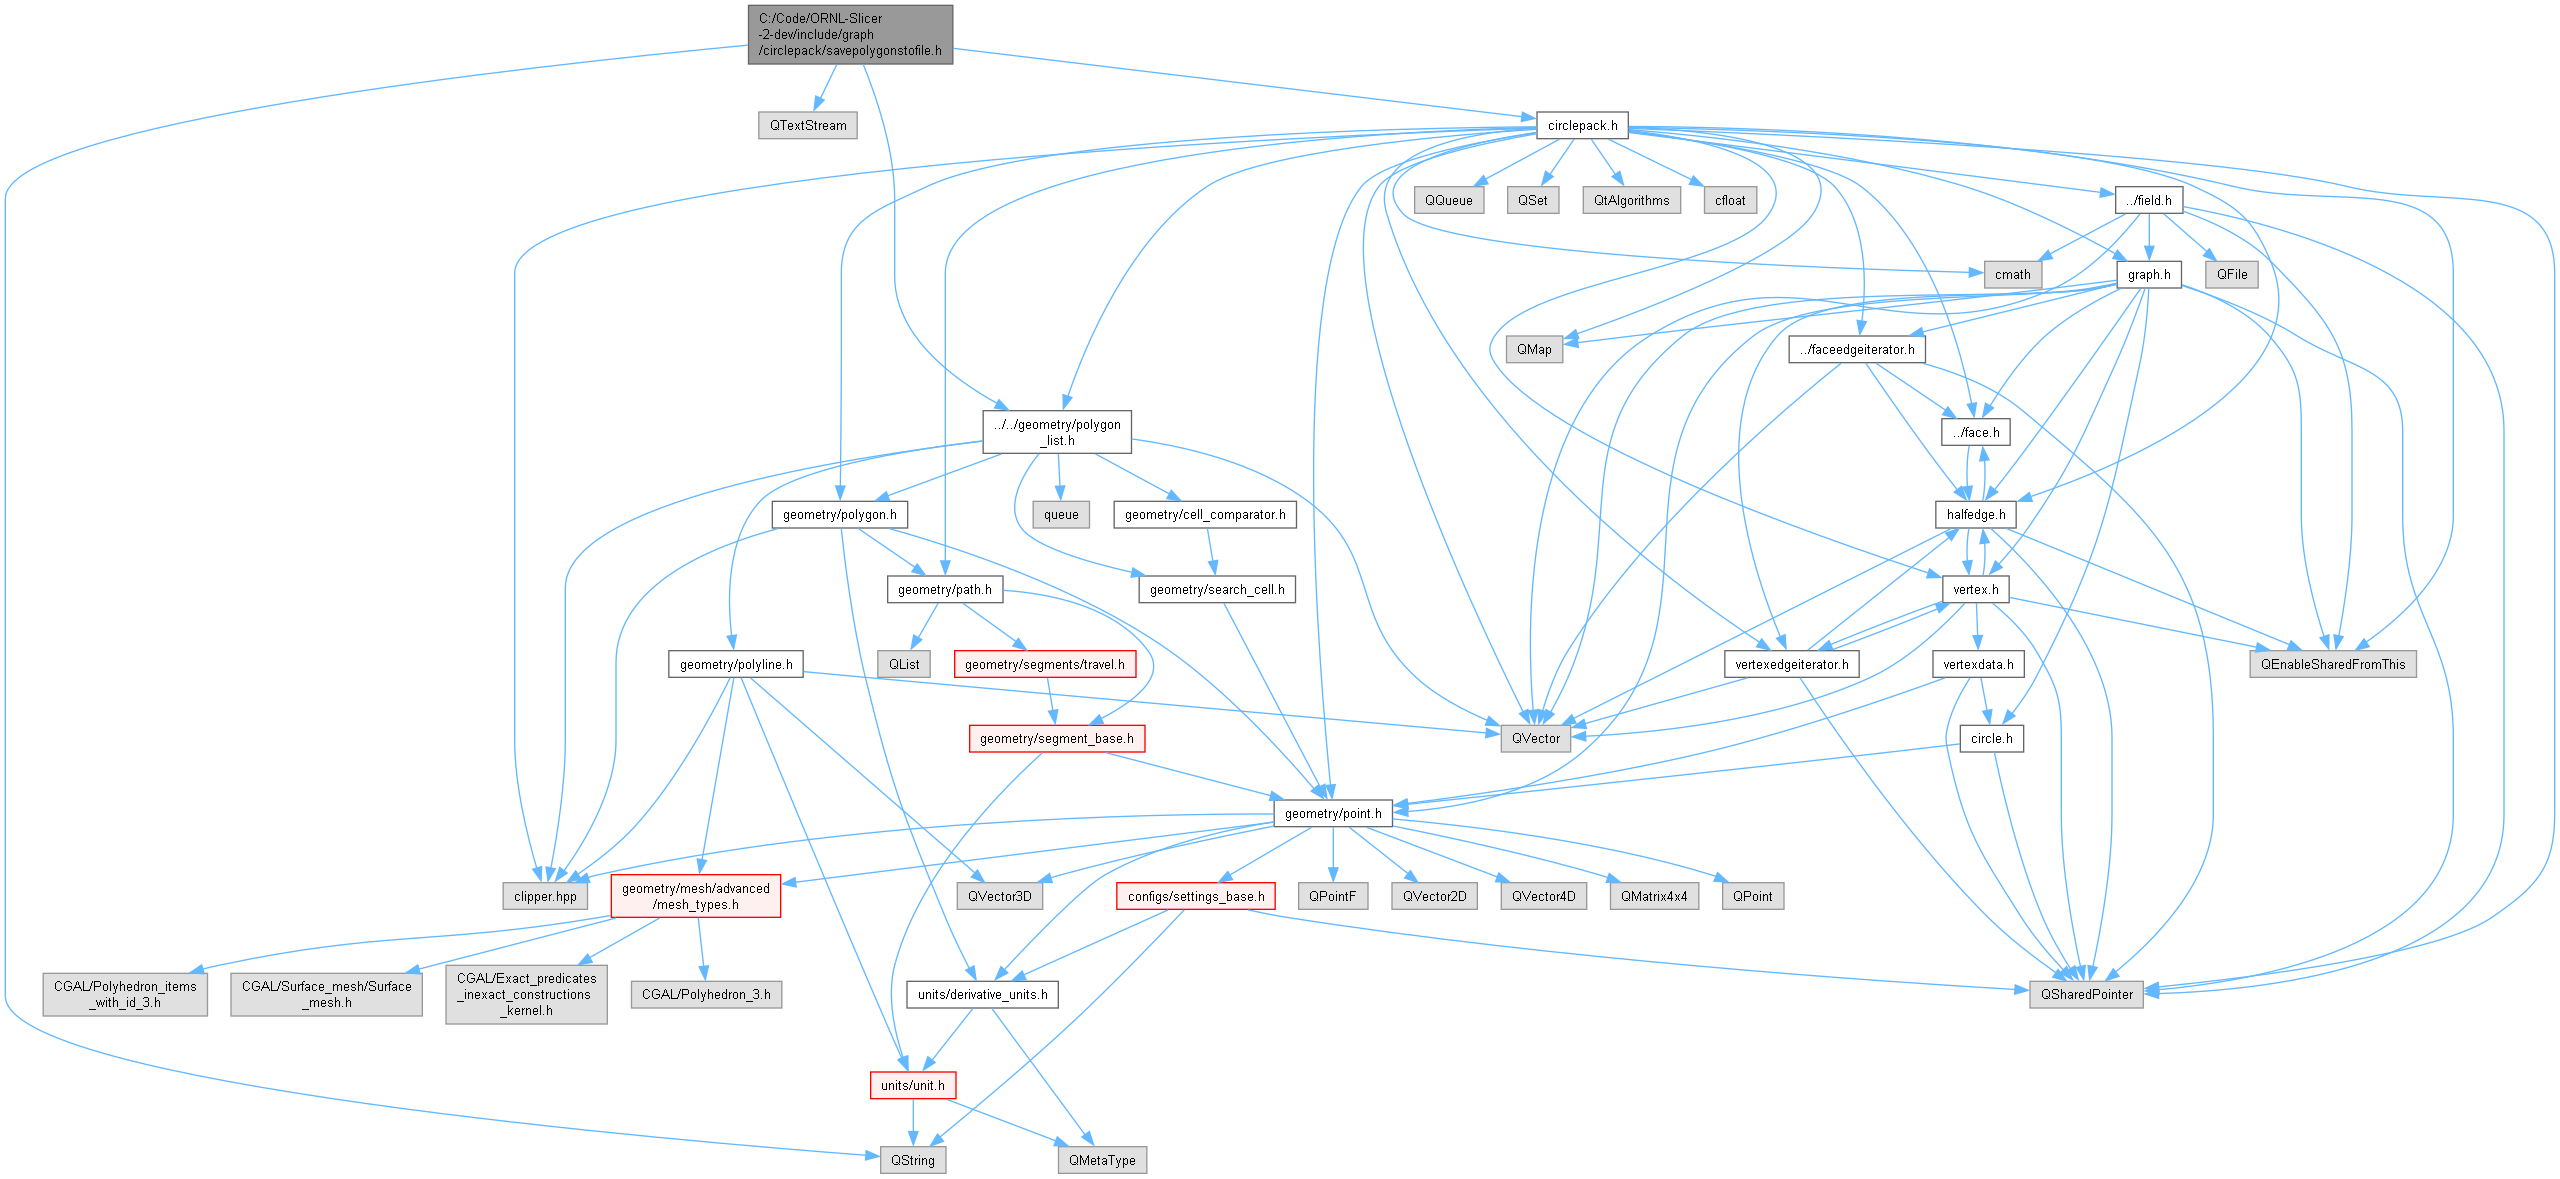 C:/Code/ORNL-Slicer
-2-dev/include/graph
/circlepack/savepolygonstofile.h
QTextStream
circlepack.h
QQueue
QSet
QtAlgorithms
cfloat
../field.h
cmath
graph.h
QFile
QMap
../faceedgeiterator.h
../../geometry/polygon
_list.h
../face.h
geometry/polygon.h
queue
geometry/cell_comparator.h
halfedge.h
geometry/path.h
geometry/search_cell.h
vertex.h
geometry/polyline.h
QList
geometry/segments/travel.h
vertexedgeiterator.h
vertexdata.h
QEnableSharedFromThis
geometry/segment_base.h
QVector
circle.h
geometry/point.h
clipper.hpp
geometry/mesh/advanced
/mesh_types.h
QVector3D
configs/settings_base.h
QPointF
QVector2D
QVector4D
QMatrix4x4
QPoint
CGAL/Polyhedron_items
_with_id_3.h
CGAL/Surface_mesh/Surface
_mesh.h
CGAL/Exact_predicates
_inexact_constructions
_kernel.h
CGAL/Polyhedron_3.h
units/derivative_units.h
QSharedPointer
units/unit.h
QString
QMetaType